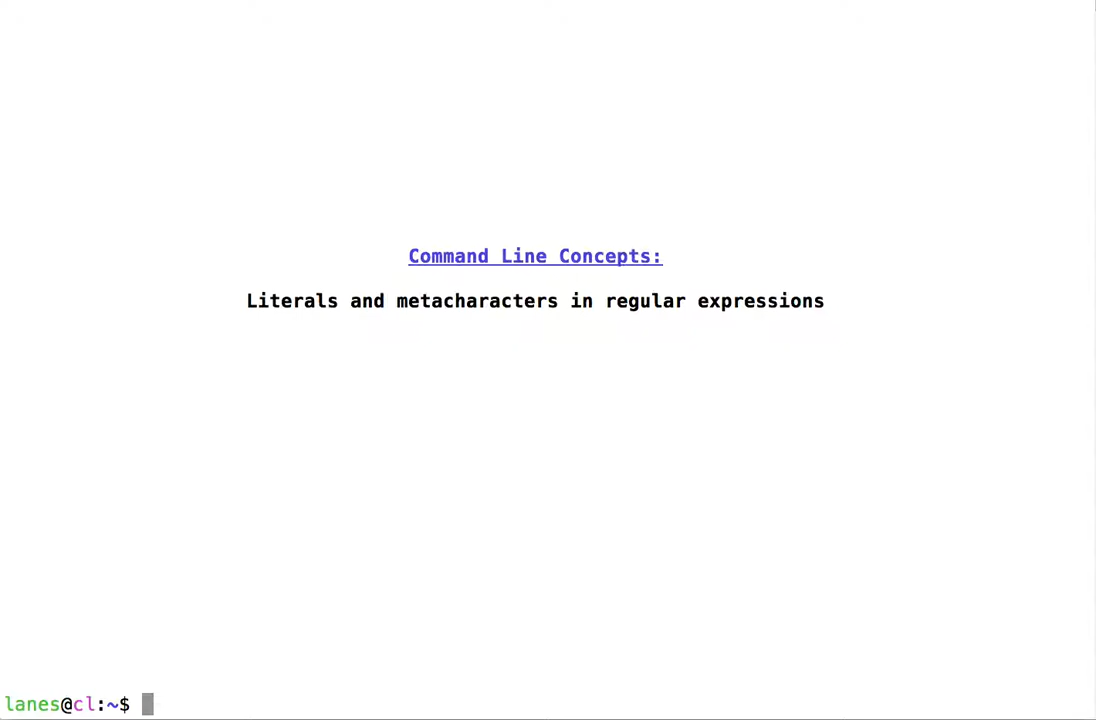 Command Line Concepts:
Literals and metacharacters in regular expressions
lanes@cl:~$